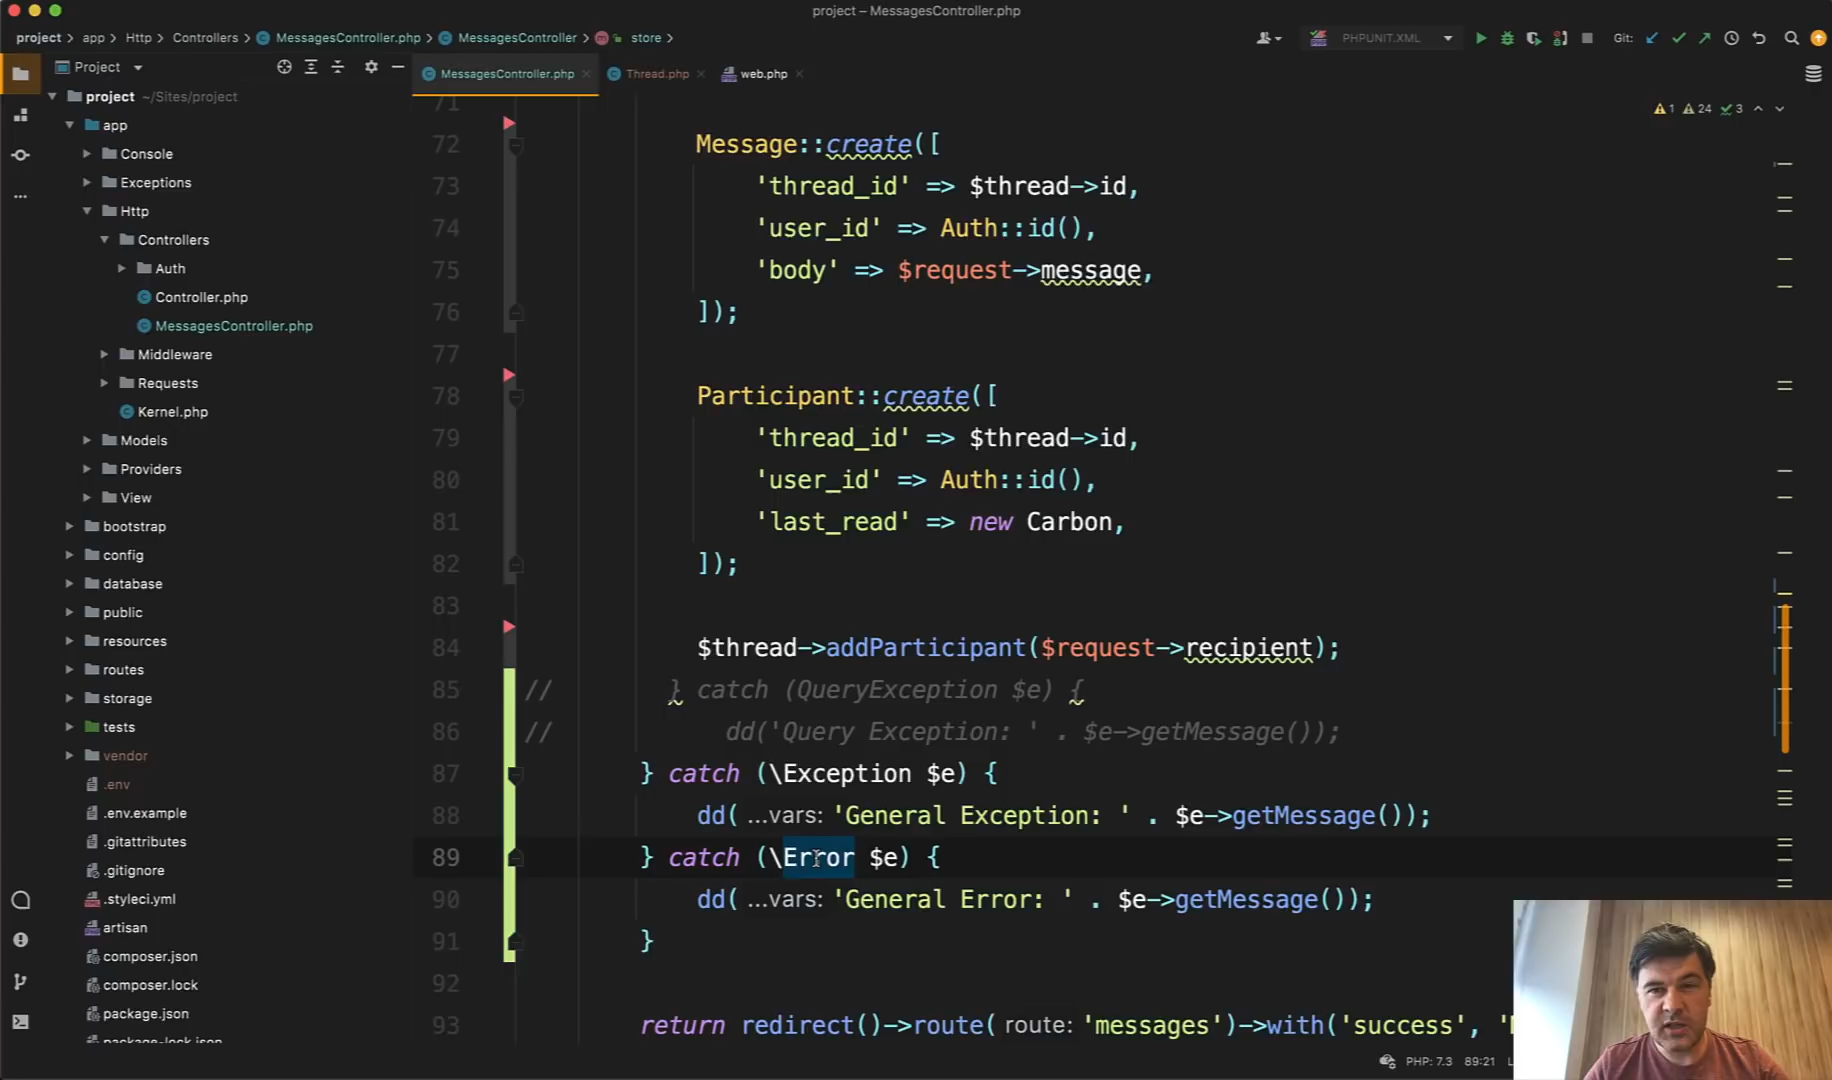 project – MessagesController.php
project app Http Controllers MessagesController.php MessagesController m store
PHPUNIT.XML Git:
Project
MessagesController.php Thread.php web.php
project ~/Sites/project
app
Console
Exceptions
Http
Controllers
Auth
Controller.php
MessagesController.php
Middleware
Requests
Kernel.php
Models
Providers
View
bootstrap
config
database
public
resources
routes
storage
tests
vendor
.env
.env.example
.gitattributes
.gitignore
.styleci.yml
artisan
composer.json
composer.lock
package.json
package-lock.json
1 24 3
71
72 Message::create([
73 'thread_id' => $thread->id,
74 'user_id' => Auth::id(),
75 'body' => $request->message,
76 ]);
77
78 Participant::create([
79 'thread_id' => $thread->id,
80 'user_id' => Auth::id(),
81 'last_read' => new Carbon,
82 ]);
83
84 $thread->addParticipant($request->recipient);
85 // } catch (QueryException $e) {
86 // dd('Query Exception: ' . $e->getMessage());
87 } catch (\Exception $e) {
88 dd( ...vars: 'General Exception: ' . $e->getMessage());
89 } catch (\Error $e) {
90 dd( ...vars: 'General Error: ' . $e->getMessage());
91 }
92
93 return redirect()->route( route: 'messages')->with('success', '
PHP: 7.3 89:21